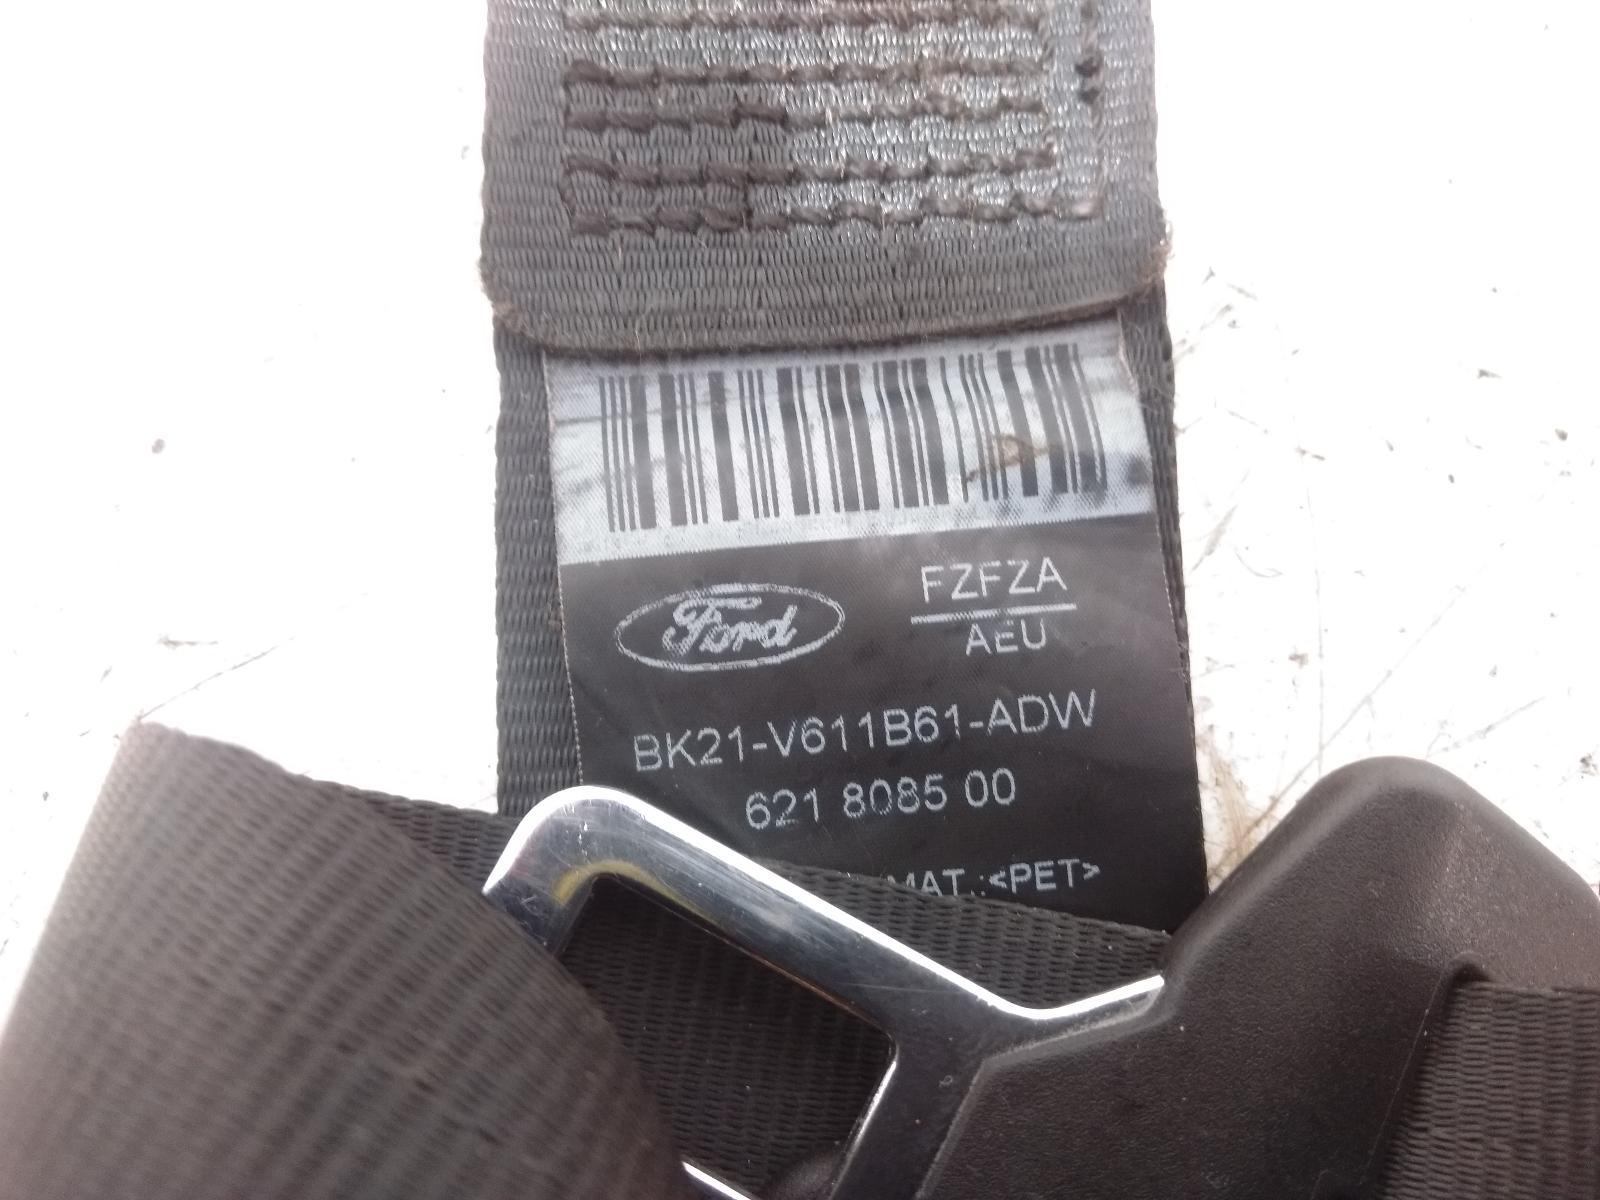 Ford
FZFZA
AEU
BK21-V611B61-ADW
621 8085 00
MAT.:<PET>